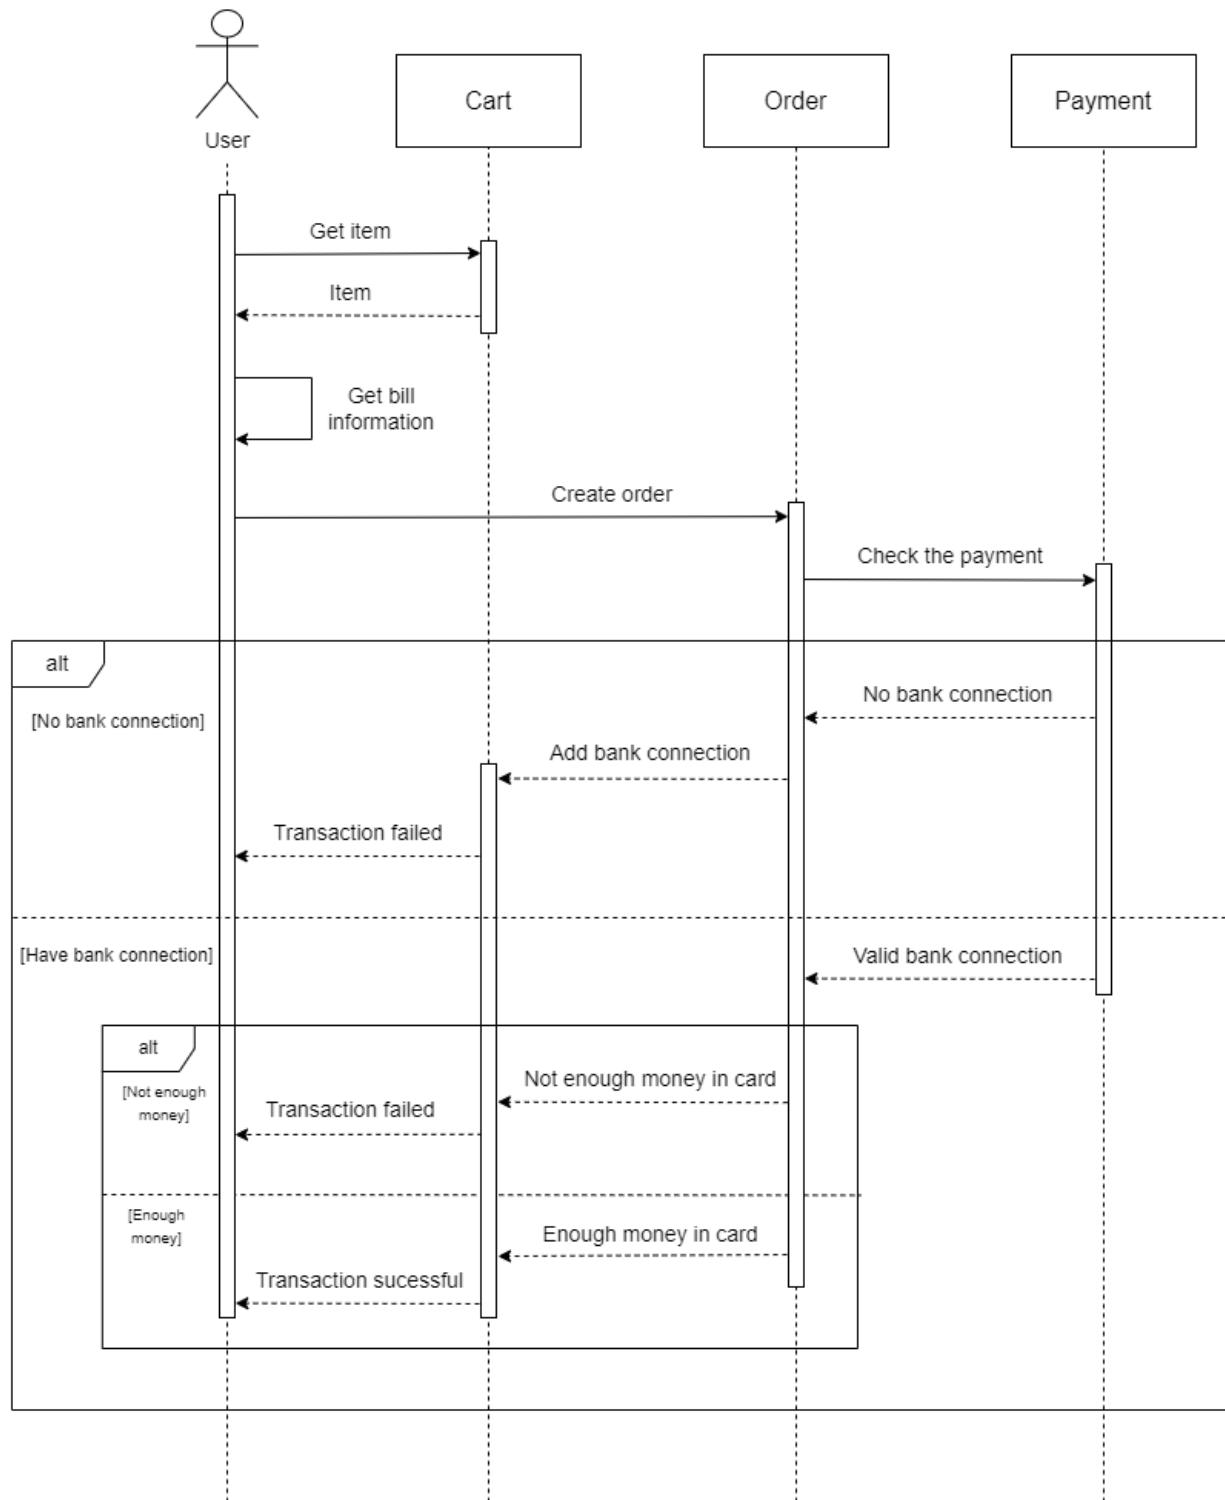 User
Cart
Order
Payment
Get item
Item
Get bill
information
Create order
Check the payment
alt
No bank connection
[No bank connection]
Add bank connection
Transaction failed
[Have bank connection]
Valid bank connection
alt
Not enough money in card
[Not enough
money]
Transaction failed
[Enough
money]
Enough money in card
Transaction sucessful